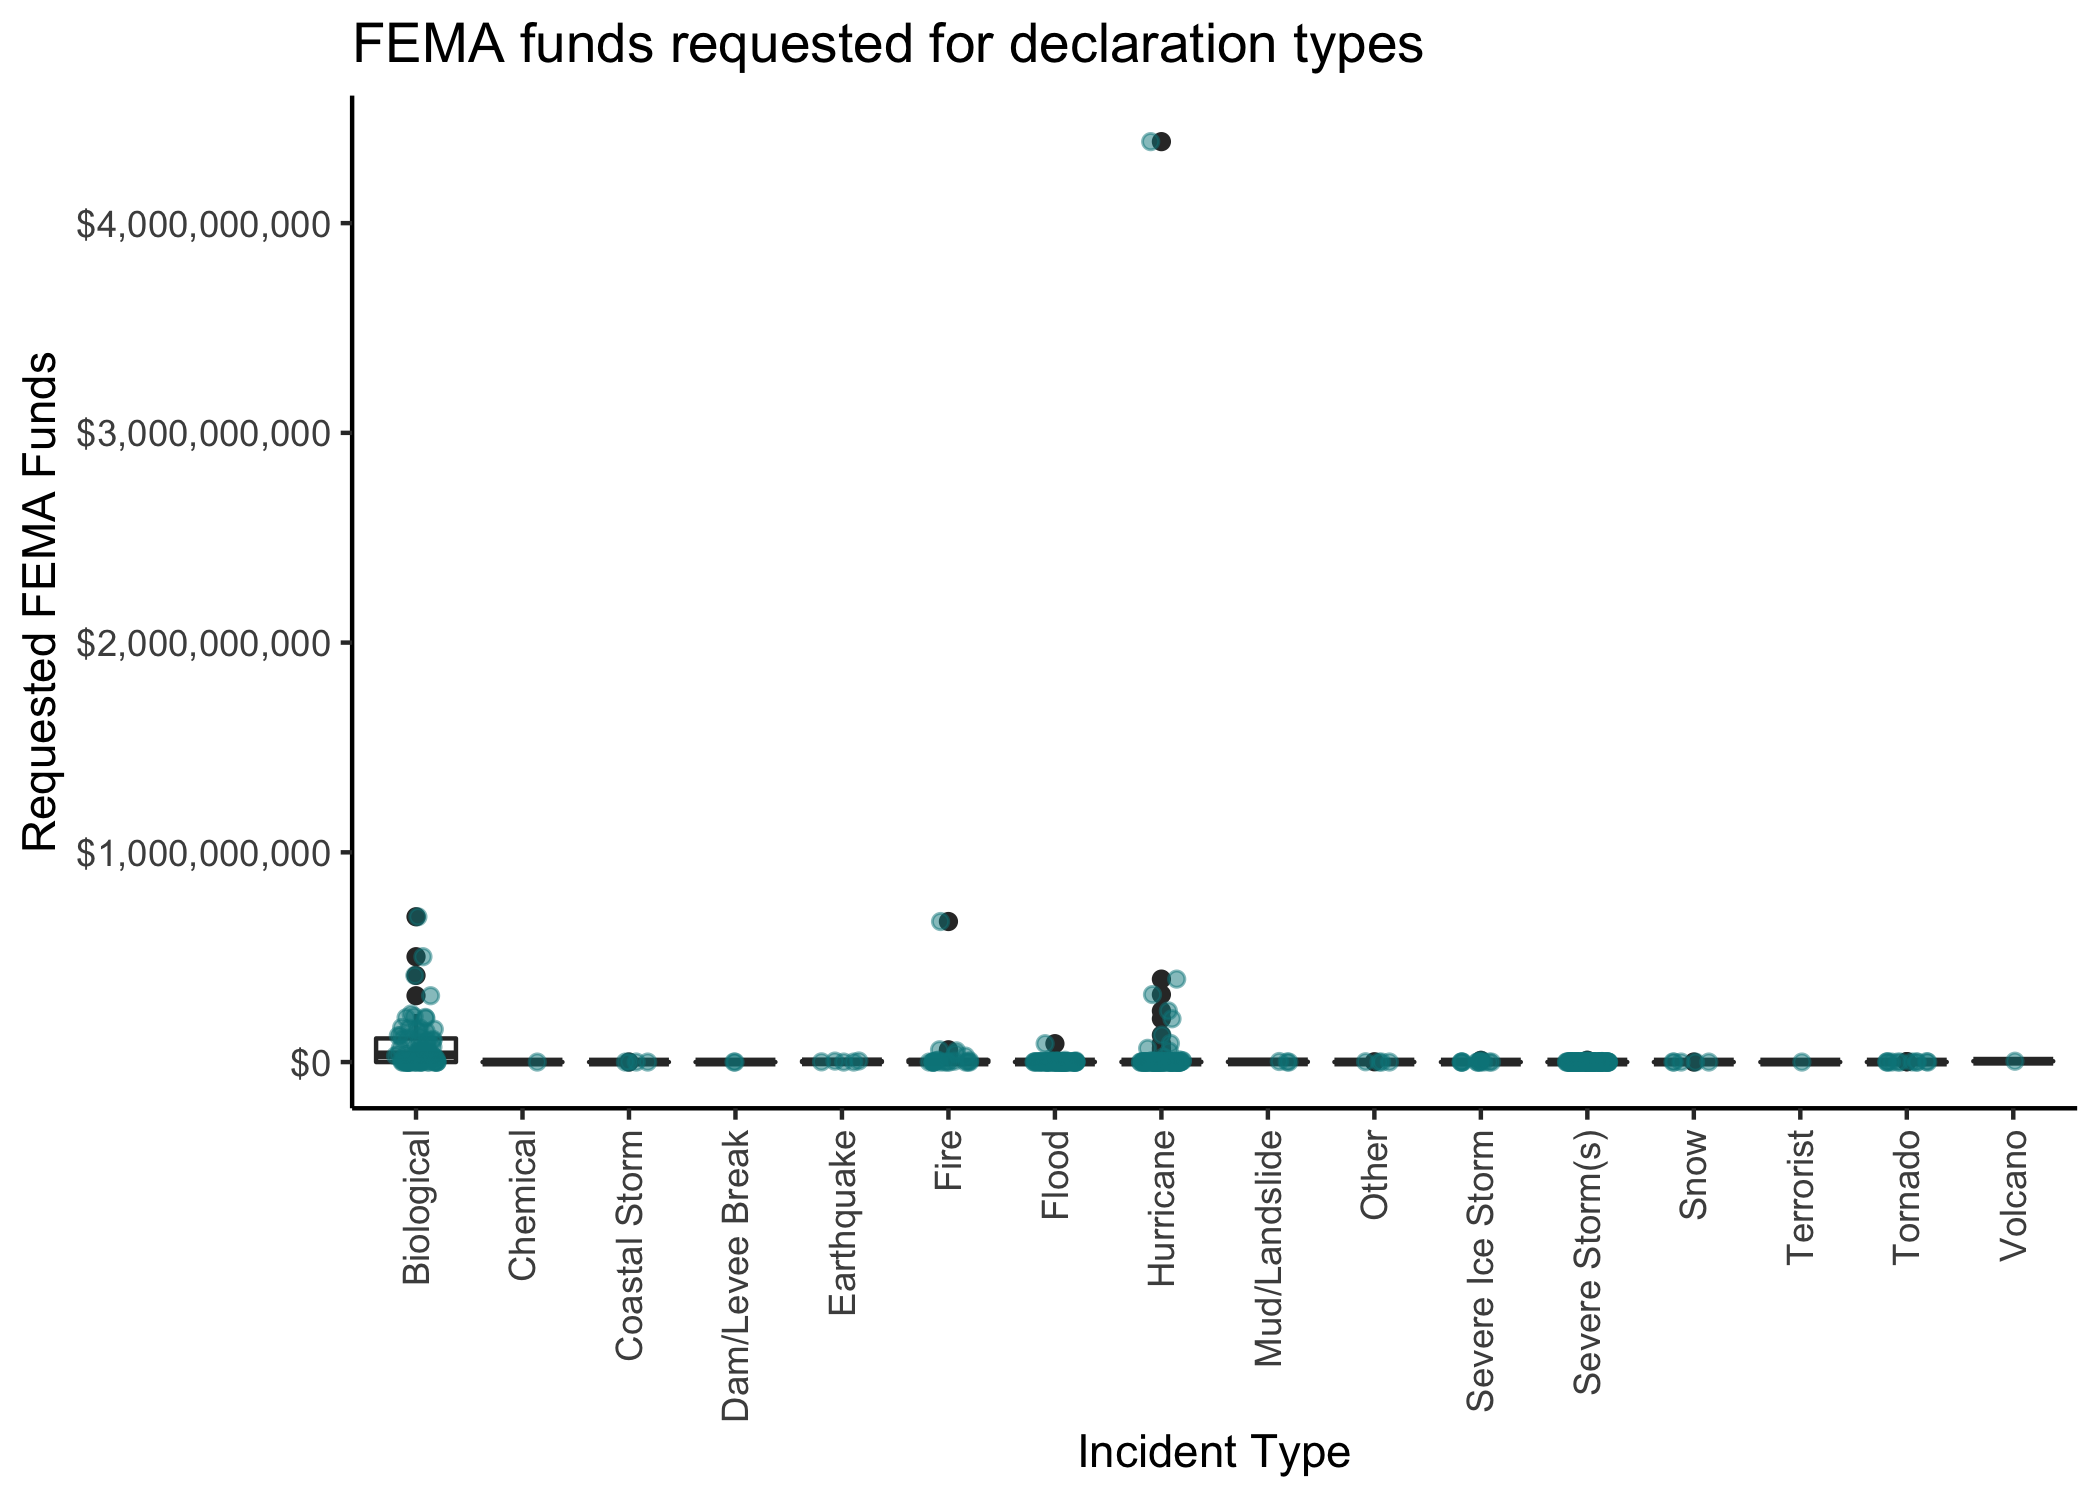 FEMA funds requested for declaration types
Requested FEMA Funds
$4,000,000,000
$3,000,000,000
$2,000,000,000
$1,000,000,000
$0
Biological
Chemical
Coastal Storm
Dam/Levee Break
Earthquake
Fire
Flood
Hurricane
Mud/Landslide
Other
Severe Ice Storm
Severe Storm(s)
Snow
Terrorist
Tornado
Volcano
Incident Type